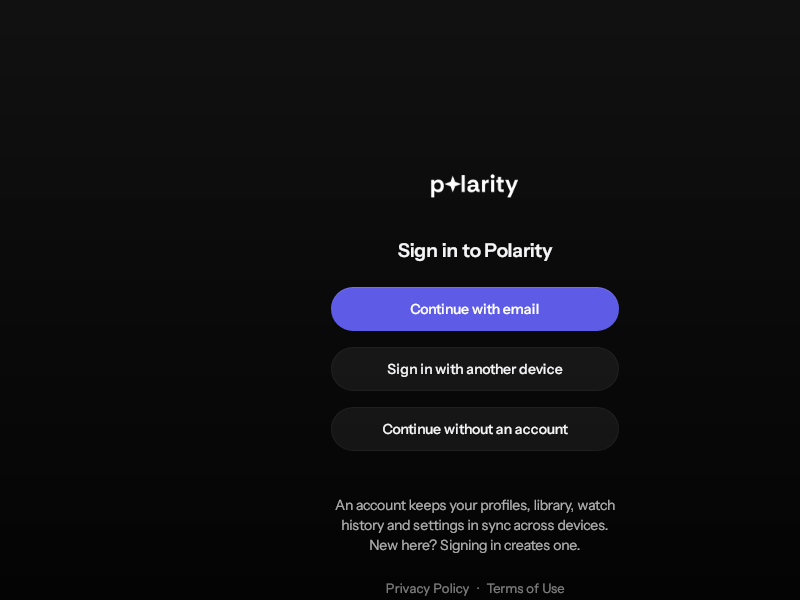 polarity
Sign in to Polarity
Continue with email
Sign in with another device
Continue without an account
An account keeps your profiles, library, watch
history and settings in sync across devices.
New here? Signing in creates one.
Privacy Policy · Terms of Use